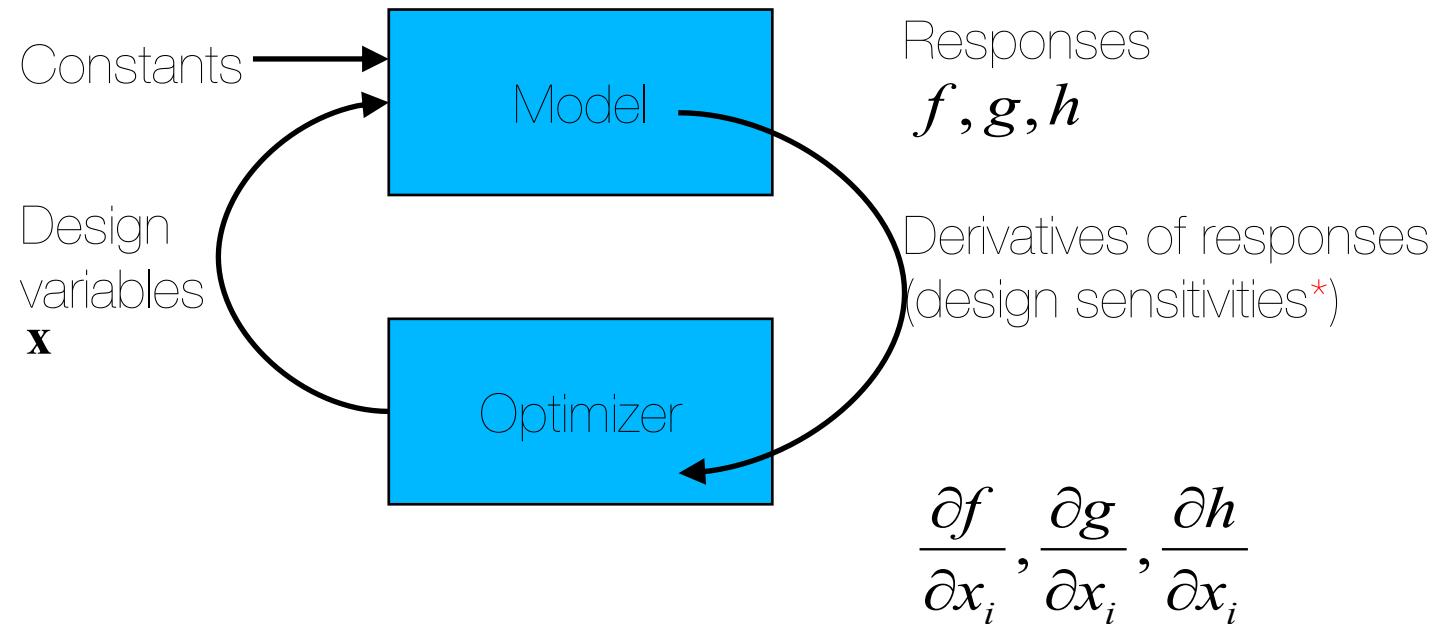 Constants
Model
Responses
f, g, h
Design
variables
x
Derivatives of responses
(design sensitivities*)
Optimizer
∂f/∂x_i, ∂g/∂x_i, ∂h/∂x_i